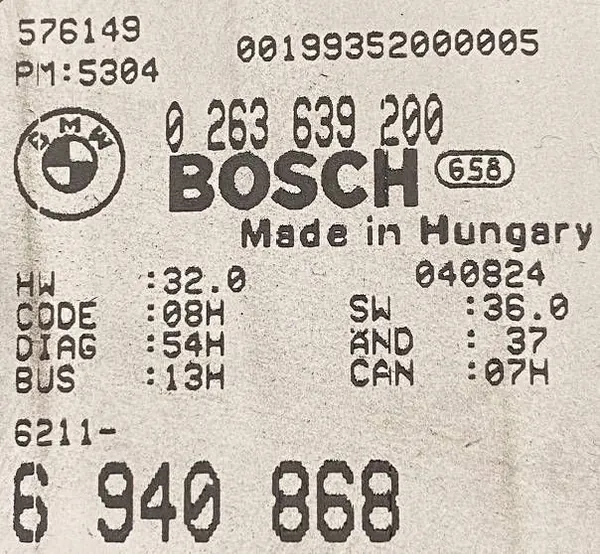 576149 00199352000005
PM:5304
BMW 0 263 639 200
BOSCH 658
Made in Hungary
HW :32.0 040824
CODE :08H SW :36.0
DIAG :54H ÄND : 37
BUS :13H CAN :07H
6211-
6 940 868